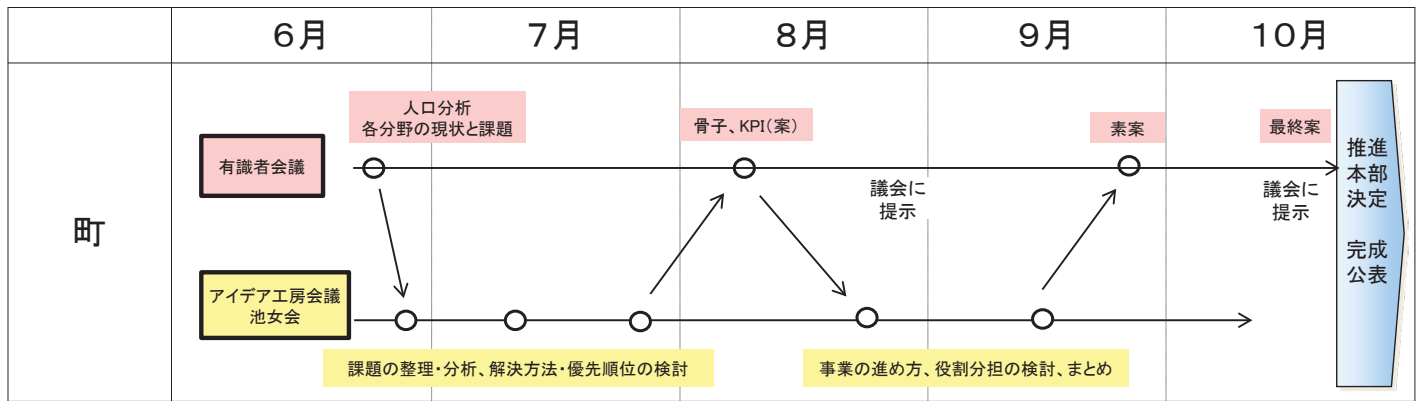 6月
7月
8月
9月
10月
町
人口分析
各分野の現状と課題
骨子、KPI(案)
素案
最終案
有識者会議
議会に
提示
議会に
提示
推進
本部
決定
完成
公表
アイデア工房会議
池女会
課題の整理・分析、解決方法・優先順位の検討
事業の進め方、役割分担の検討、まとめ